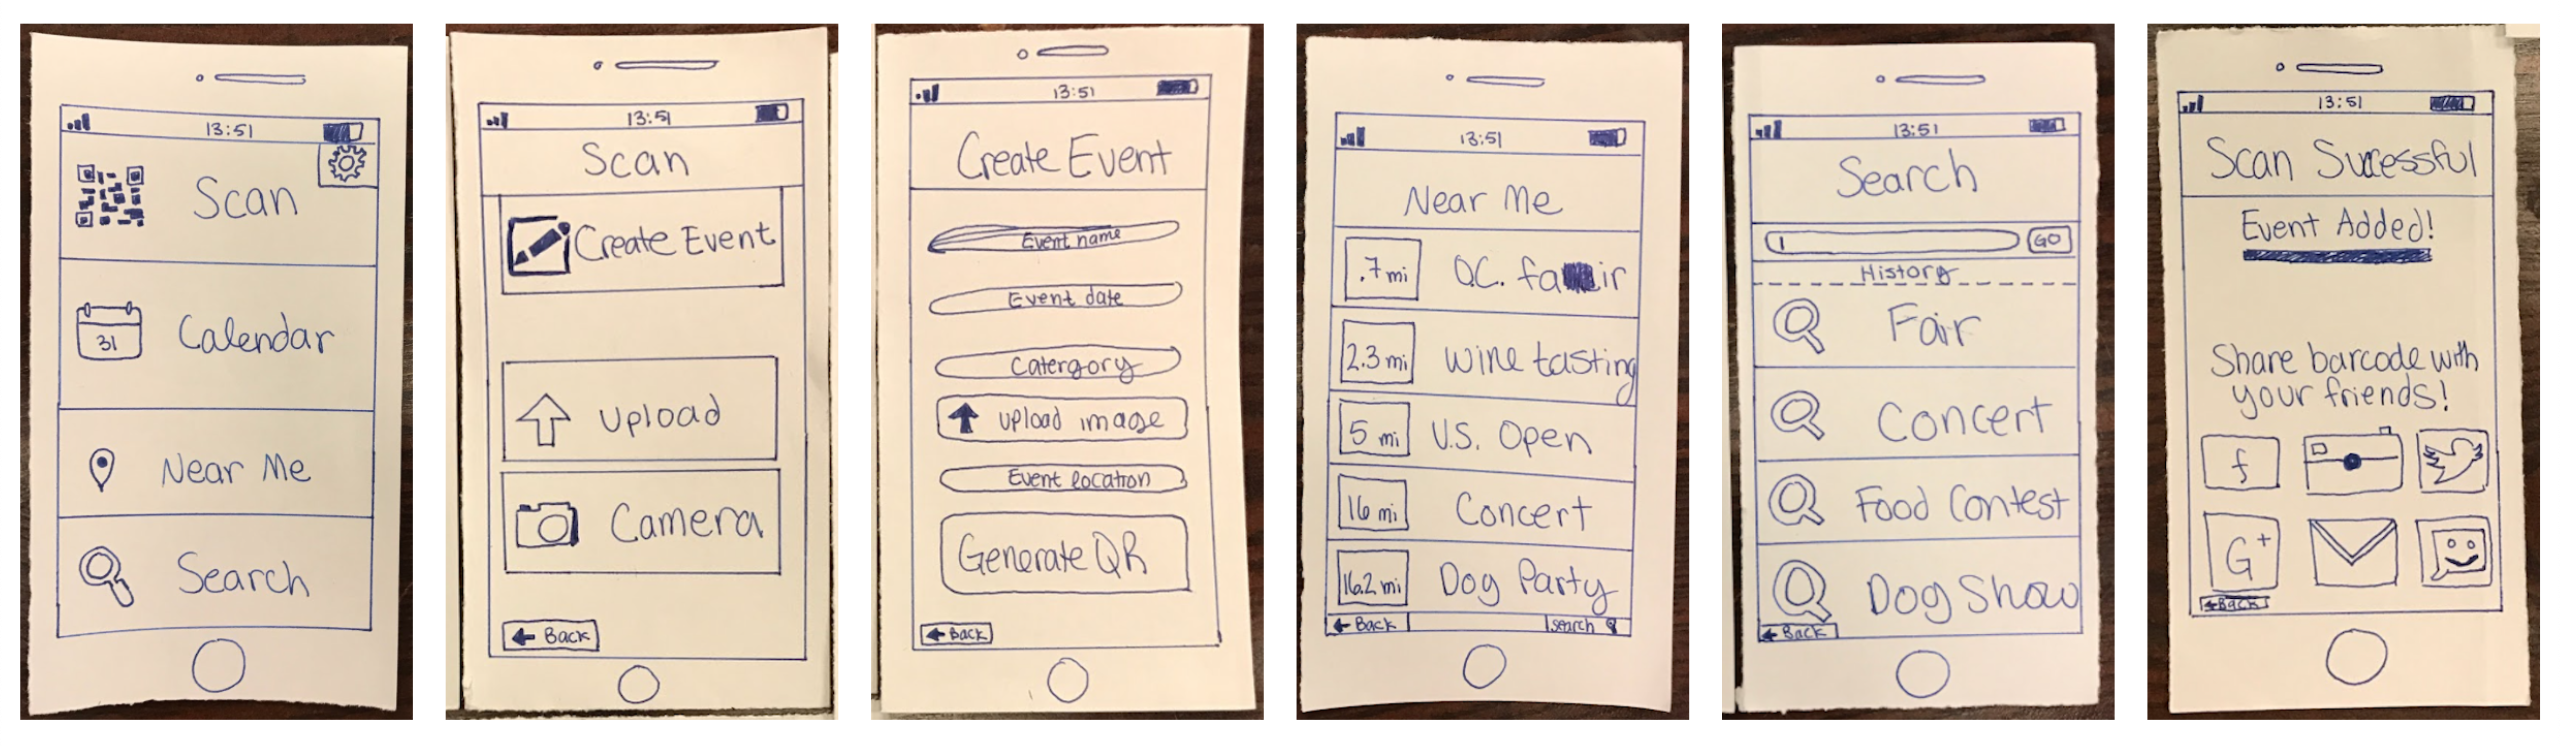 13:51
Scan
31
Calendar
Near Me
Search
13:51
Scan
Create Event
Upload
Camera
Back
13:51
Create Event
Event name
Event date
Catergory
upload image
Event location
Generate QR
Back
13:51
Near Me
.7 mi O.C. fair
2.3 mi wine tasting
5 mi U.S. Open
16 mi Concert
16.2 mi Dog Party
Back search
13:51
Search
GO
History
Fair
Concert
Food Contest
Dog Show
Back
13:51
Scan Sucessful
Event Added!
Share barcode with
your friends!
f
G+
Back